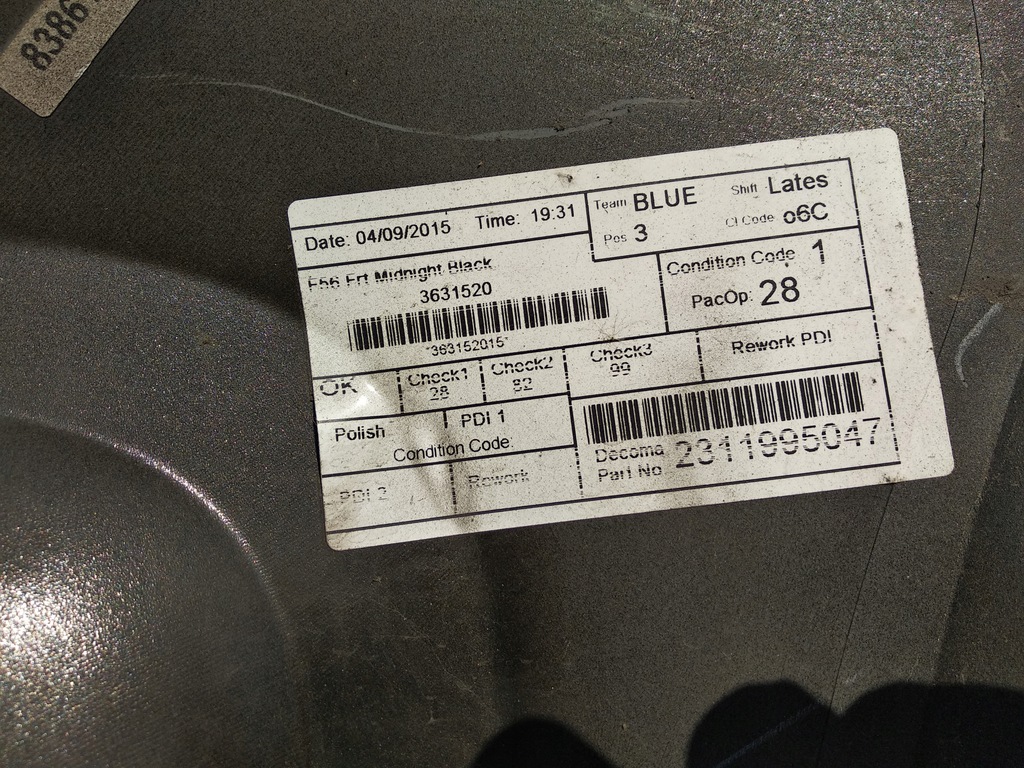 8386
Date: 04/09/2015 Time: 19:31
Team BLUE Shift Lates
Pos 3 Cl Code o6C
F56 Frt Midnight Black
3631520
*363152015*
Condition Code 1
PacOp: 28
OK Check1 28 Check2 82 Check3 99 Rework PDI
Polish PDI 1
Condition Code:
PDI 2 Rework
Decoma
Part No 2311995047